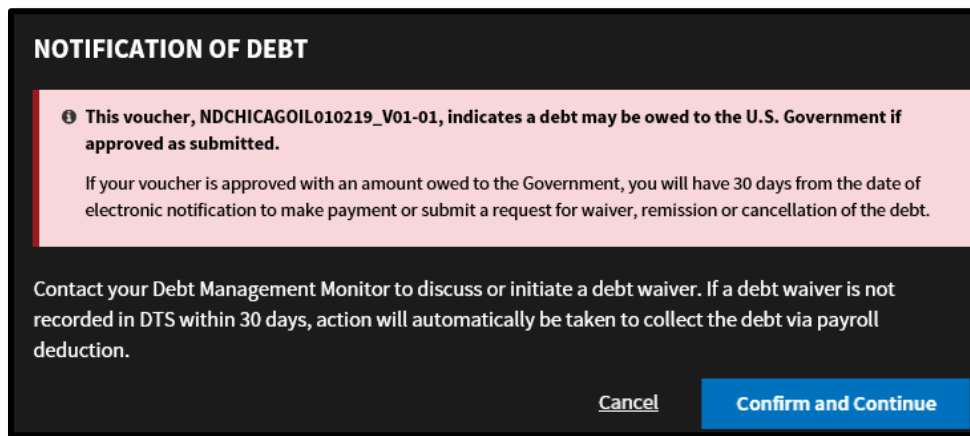 NOTIFICATION OF DEBT
This voucher, NDCHICAGOIL010219_V01-01, indicates a debt may be owed to the U.S. Government if
approved as submitted.
If your voucher is approved with an amount owed to the Government, you will have 30 days from the date of
electronic notification to make payment or submit a request for waiver, remission or cancellation of the debt.
Contact your Debt Management Monitor to discuss or initiate a debt waiver. If a debt waiver is not
recorded in DTS within 30 days, action will automatically be taken to collect the debt via payroll
deduction.
Cancel Confirm and Continue